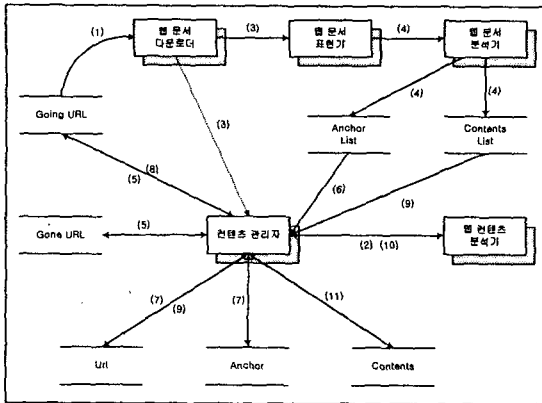 (1)
웹 문서
다운로더
(3)
웹 문서
표현기
(4)
웹 문서
분석기
(4)
(4)
Going URL
(3)
Anchor
List
Contents
List
(8)
(5)
(6)
(9)
Gone URL
(5)
컨텐츠 관리자
(2) (10)
웹 컨텐츠
분석기
(7)
(9)
(7)
(11)
Url
Anchor
Contents